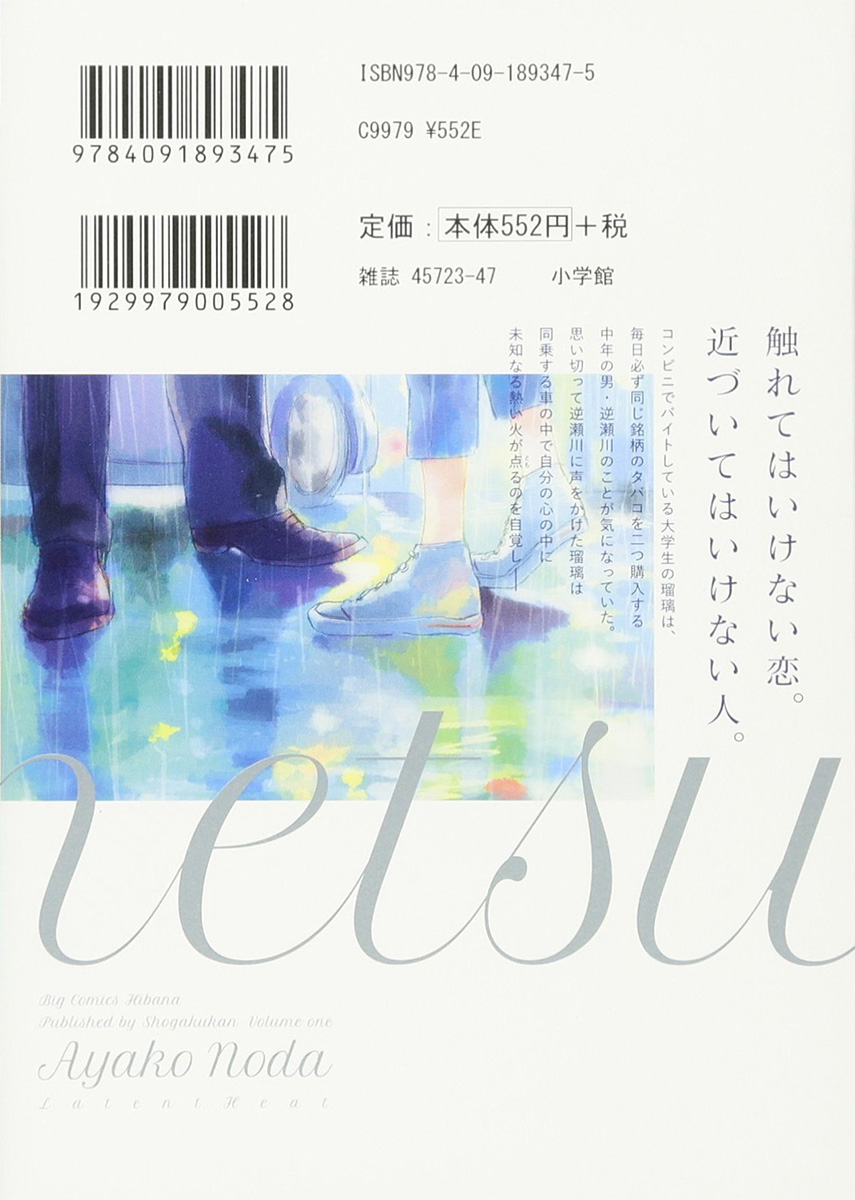 9784091893475
ISBN978-4-09-189347-5
C9979 ¥552E
1929979005528
定価：本体552円＋税
雑誌 45723-47 小学館
触れてはいけない恋。
近づいてはいけない人。
コンビニでバイトしている大学生の瑠璃は、
毎日必ず同じ銘柄のタバコを二つ購入する
中年の男・逆瀬川のことが気になっていた。
思い切って逆瀬川に声をかけた瑠璃は
同乗する車の中で自分の心の中に
未知なる熱い火が点るのを自覚し──
netsu
Big Comics Hibana
Published by Shogakukan Volume one
Ayako Noda
Latent Heat